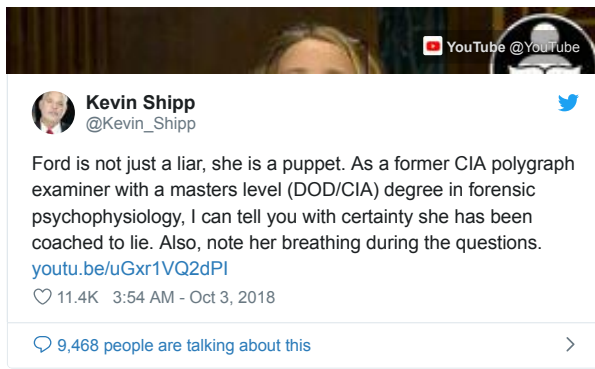 YouTube @YouTube
Kevin Shipp
@Kevin_Shipp
Ford is not just a liar, she is a puppet. As a former CIA polygraph
examiner with a masters level (DOD/CIA) degree in forensic
psychophysiology, I can tell you with certainty she has been
coached to lie. Also, note her breathing during the questions.
youtu.be/uGxr1VQ2dPI
11.4K 3:54 AM - Oct 3, 2018
9,468 people are talking about this